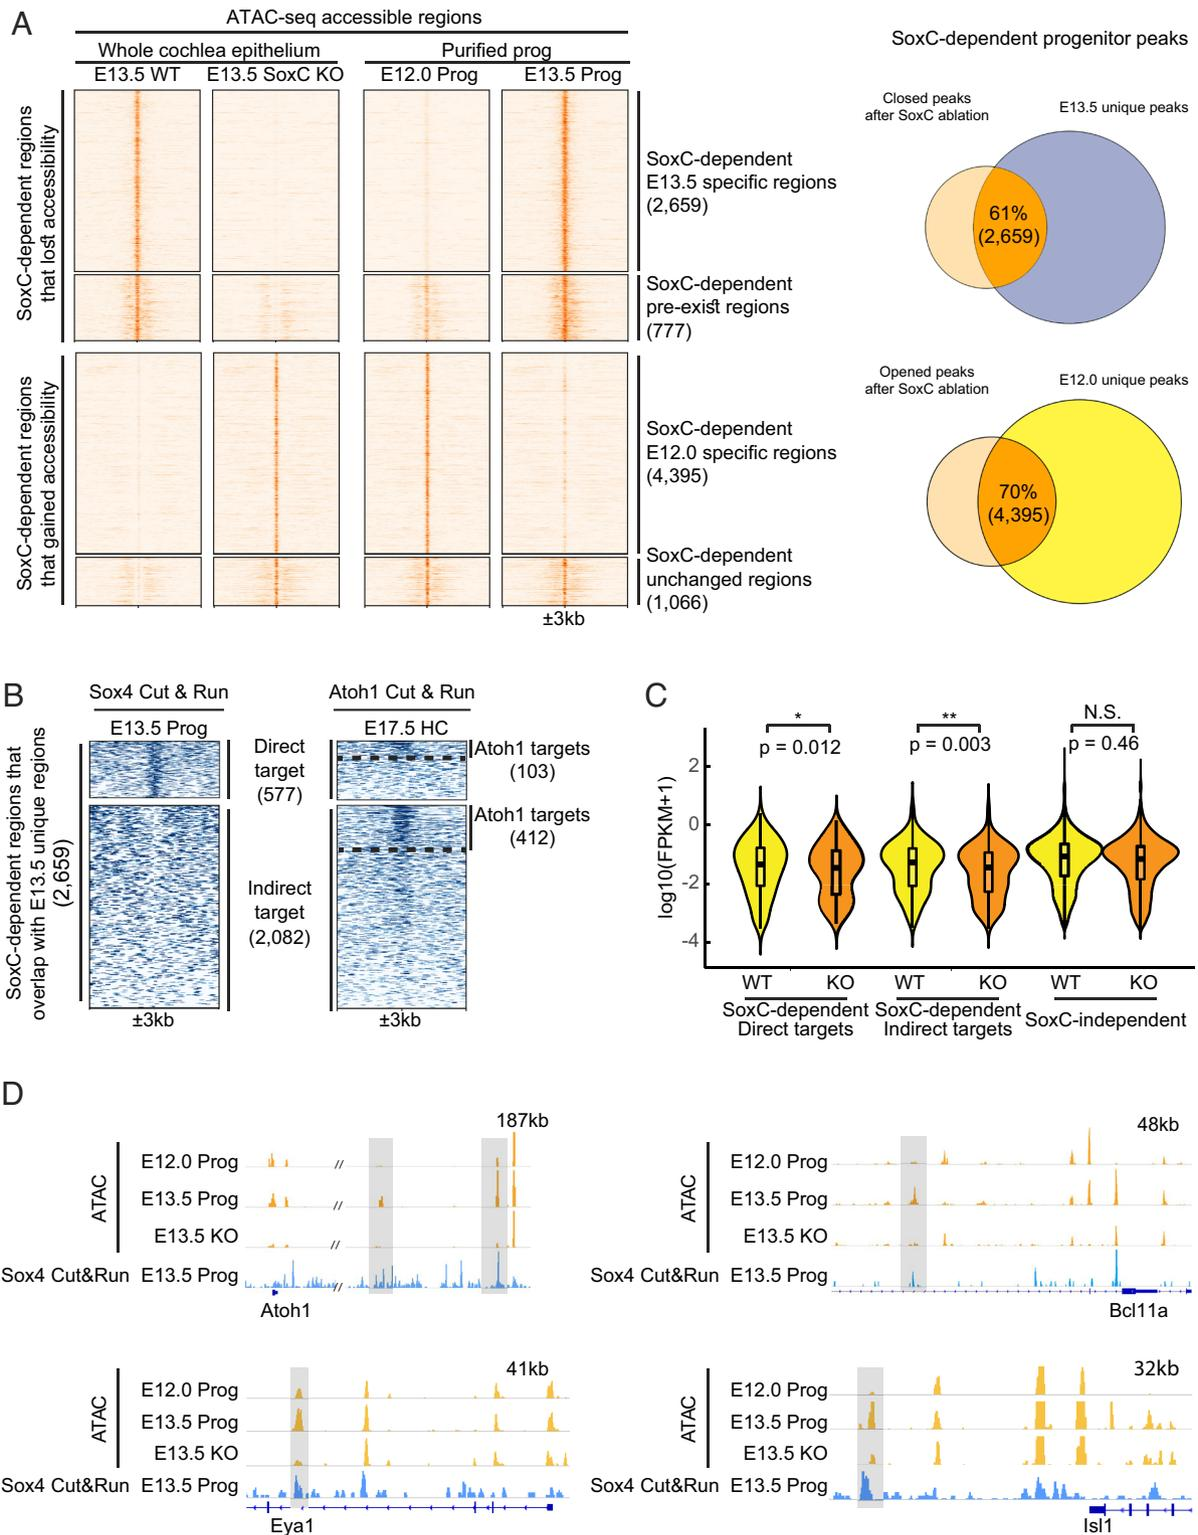 A
ATAC-seq accessible regions
Whole cochlea epithelium
Purified prog
E13.5 WT
E13.5 SoxC KO
E12.0 Prog
E13.5 Prog
SoxC-dependent regions
that lost accessibility
SoxC-dependent
E13.5 specific regions
(2,659)
SoxC-dependent
pre-exist regions
(777)
SoxC-dependent regions
that gained accessibility
SoxC-dependent
E12.0 specific regions
(4,395)
SoxC-dependent
unchanged regions
(1,066)
±3kb
SoxC-dependent progenitor peaks
Closed peaks
after SoxC ablation
E13.5 unique peaks
61%
(2,659)
Opened peaks
after SoxC ablation
E12.0 unique peaks
70%
(4,395)
B
Sox4 Cut & Run
Atoh1 Cut & Run
E13.5 Prog
E17.5 HC
SoxC-dependent regions that
overlap with E13.5 unique regions
(2,659)
Direct
target
(577)
Indirect
target
(2,082)
Atoh1 targets
(103)
Atoh1 targets
(412)
±3kb
±3kb
C
log10(FPKM+1)
2
0
-2
-4
*
p = 0.012
**
p = 0.003
N.S.
p = 0.46
WT
KO
WT
KO
WT
KO
SoxC-dependent
Direct targets
SoxC-dependent
Indirect targets
SoxC-independent
D
187kb
ATAC
E12.0 Prog
E13.5 Prog
E13.5 KO
Sox4 Cut&Run E13.5 Prog
//
//
//
//
Atoh1
48kb
ATAC
E12.0 Prog
E13.5 Prog
E13.5 KO
Sox4 Cut&Run E13.5 Prog
Bcl11a
41kb
ATAC
E12.0 Prog
E13.5 Prog
E13.5 KO
Sox4 Cut&Run E13.5 Prog
Eya1
32kb
ATAC
E12.0 Prog
E13.5 Prog
E13.5 KO
Sox4 Cut&Run E13.5 Prog
Isl1